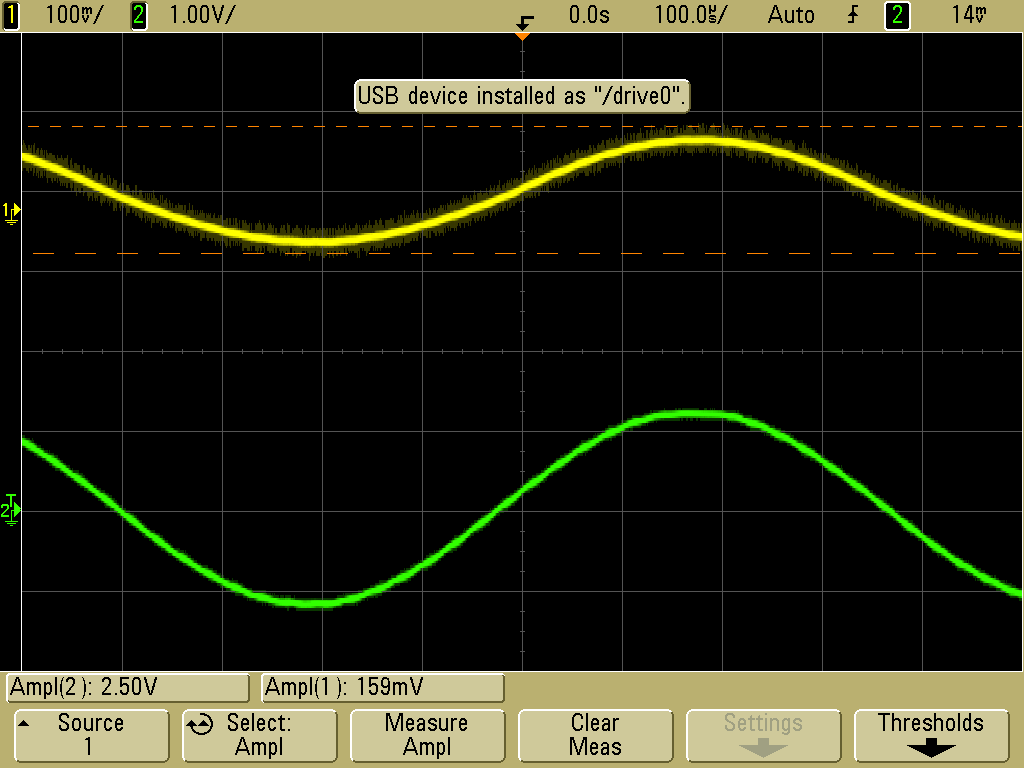 1 100mV/ 2 1.00V/ 0.0s 100.0µs/ Auto 2 14mV
USB device installed as "/drive0".
1
T
2
Ampl(2): 2.50V Ampl(1): 159mV
Source Select: Measure Clear Settings Thresholds
1 Ampl Ampl Meas